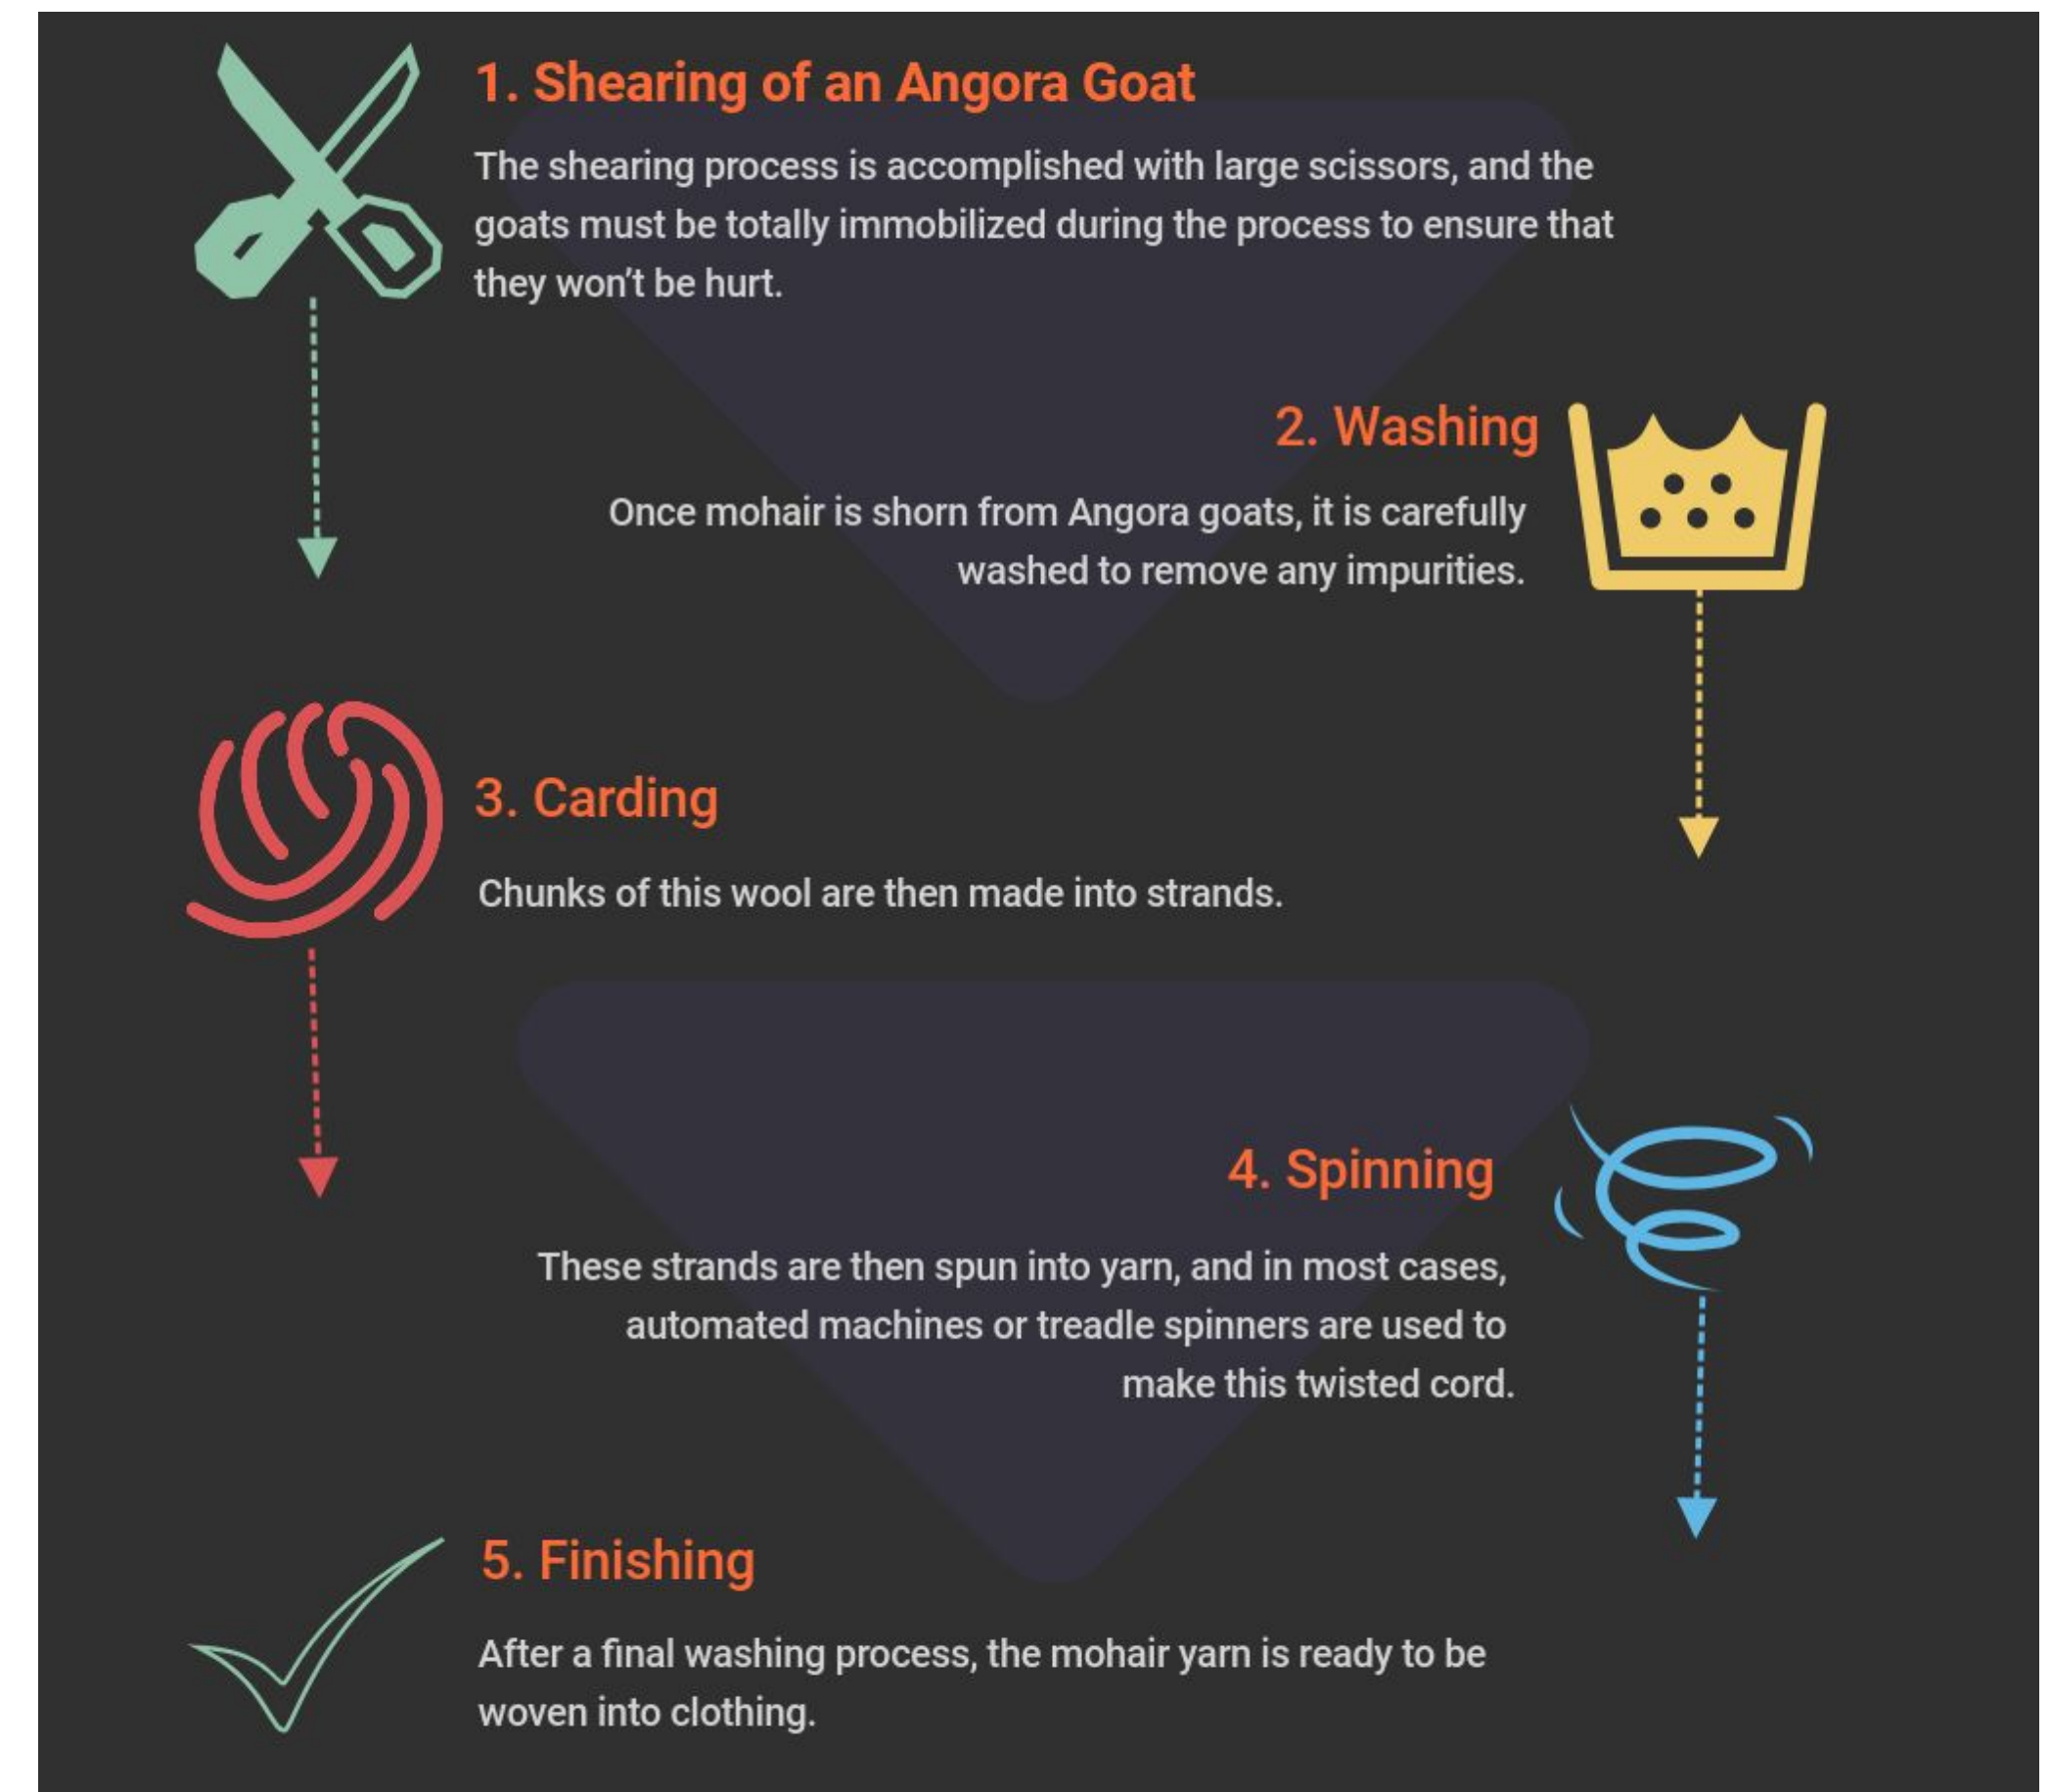 1. Shearing of an Angora Goat
The shearing process is accomplished with large scissors, and the
goats must be totally immobilized during the process to ensure that
they won’t be hurt.
2. Washing
Once mohair is shorn from Angora goats, it is carefully
washed to remove any impurities.
3. Carding
Chunks of this wool are then made into strands.
4. Spinning
These strands are then spun into yarn, and in most cases,
automated machines or treadle spinners are used to
make this twisted cord.
5. Finishing
After a final washing process, the mohair yarn is ready to be
woven into clothing.